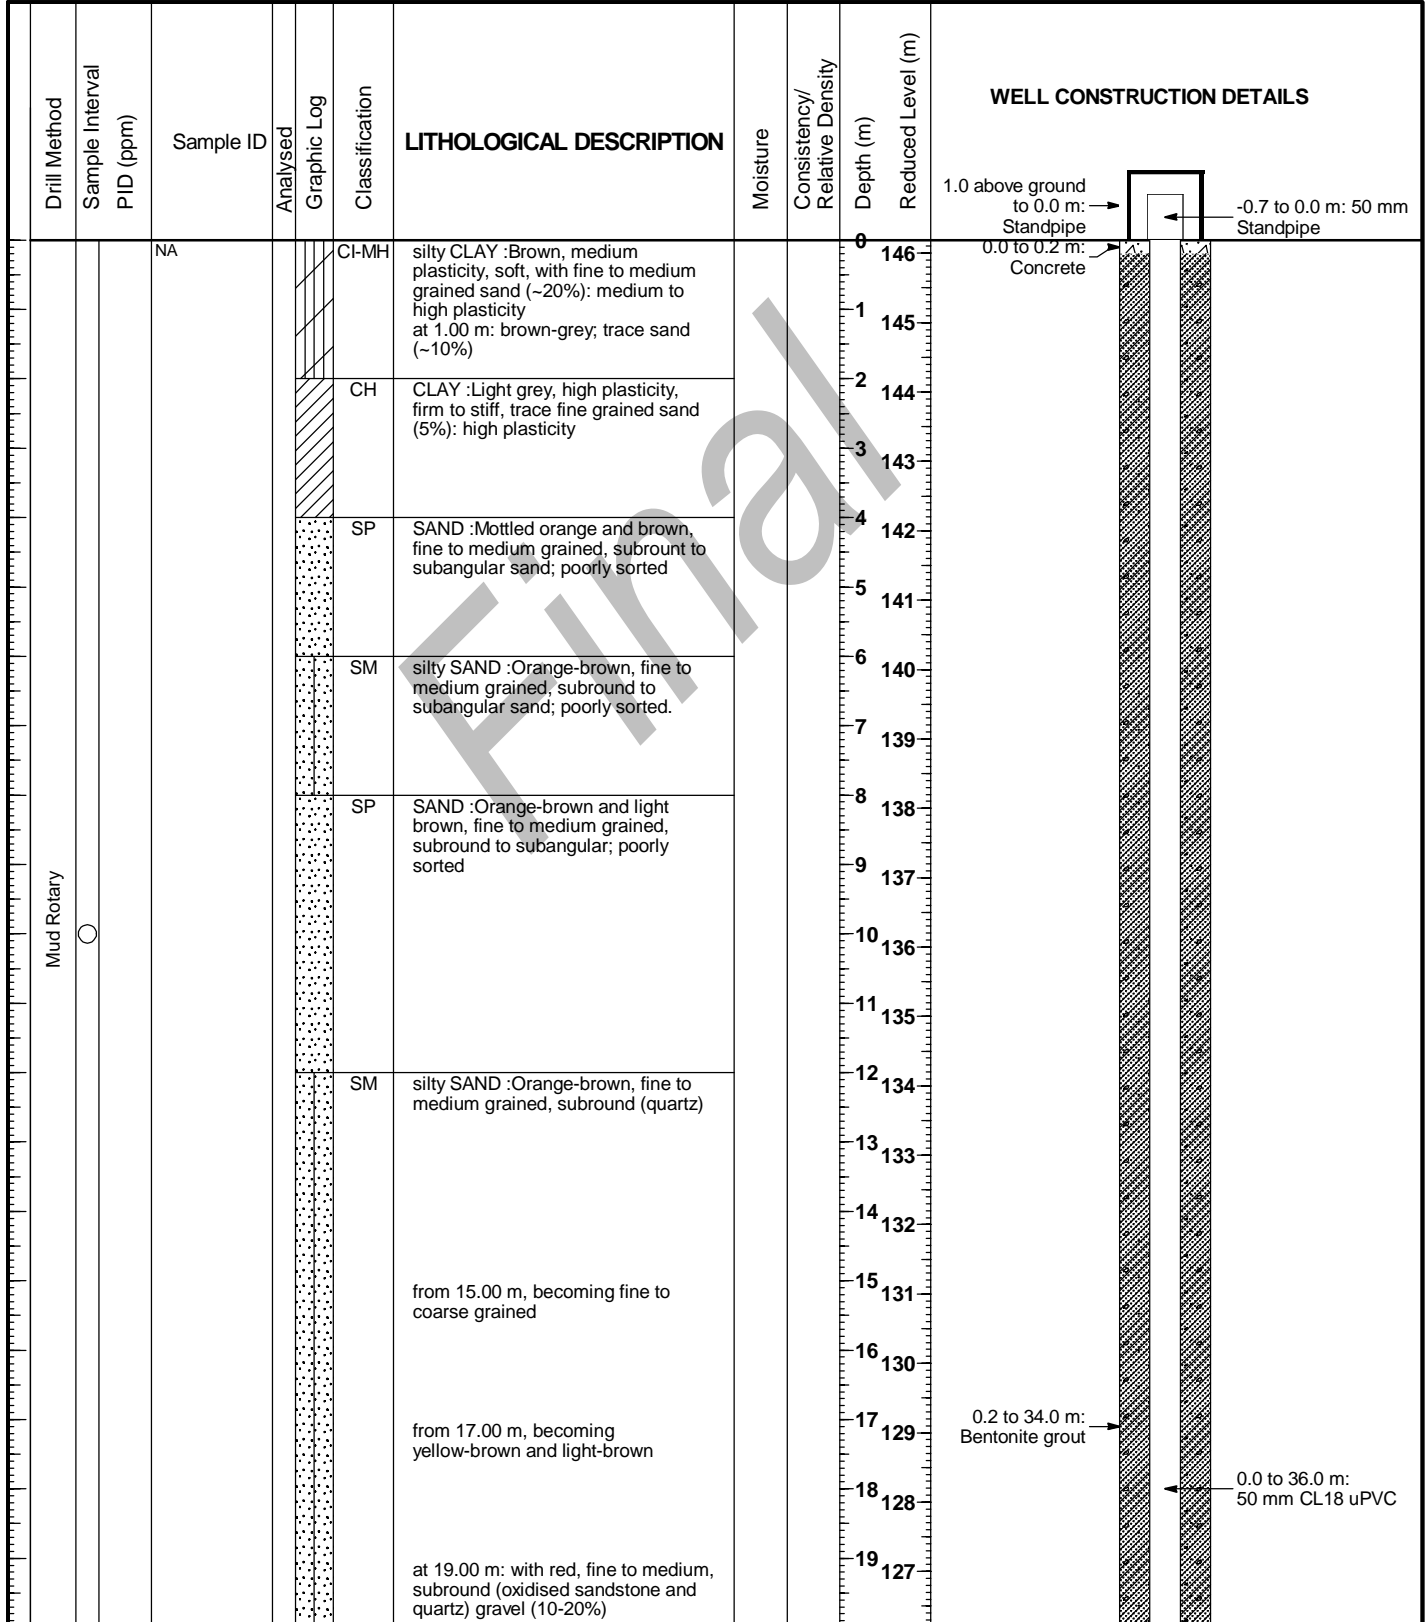 Drill Method
Sample Interval
PID (ppm)
Sample ID
Analysed
Graphic Log
Classification
LITHOLOGICAL DESCRIPTION
Moisture
Consistency/
Relative Density
Depth (m)
Reduced Level (m)
WELL CONSTRUCTION DETAILS
1.0 above ground
to 0.0 m:
Standpipe
-0.7 to 0.0 m: 50 mm
Standpipe
0.0 to 0.2 m:
Concrete
Mud Rotary
NA
CI-MH
silty CLAY :Brown, medium
plasticity, soft, with fine to medium
grained sand (~20%): medium to
high plasticity
at 1.00 m: brown-grey; trace sand
(~10%)
CH
CLAY :Light grey, high plasticity,
firm to stiff, trace fine grained sand
(5%): high plasticity
SP
SAND :Mottled orange and brown,
fine to medium grained, subrount to
subangular sand; poorly sorted
SM
silty SAND :Orange-brown, fine to
medium grained, subround to
subangular sand; poorly sorted.
SP
SAND :Orange-brown and light
brown, fine to medium grained,
subround to subangular; poorly
sorted
SM
silty SAND :Orange-brown, fine to
medium grained, subround (quartz)
from 15.00 m, becoming fine to
coarse grained
from 17.00 m, becoming
yellow-brown and light-brown
at 19.00 m: with red, fine to medium,
subround (oxidised sandstone and
quartz) gravel (10-20%)
0
1
2
3
4
5
6
7
8
9
10
11
12
13
14
15
16
17
18
19
146
145
144
143
142
141
140
139
138
137
136
135
134
133
132
131
130
129
128
127
0.2 to 34.0 m:
Bentonite grout
0.0 to 36.0 m:
50 mm CL18 uPVC
Final